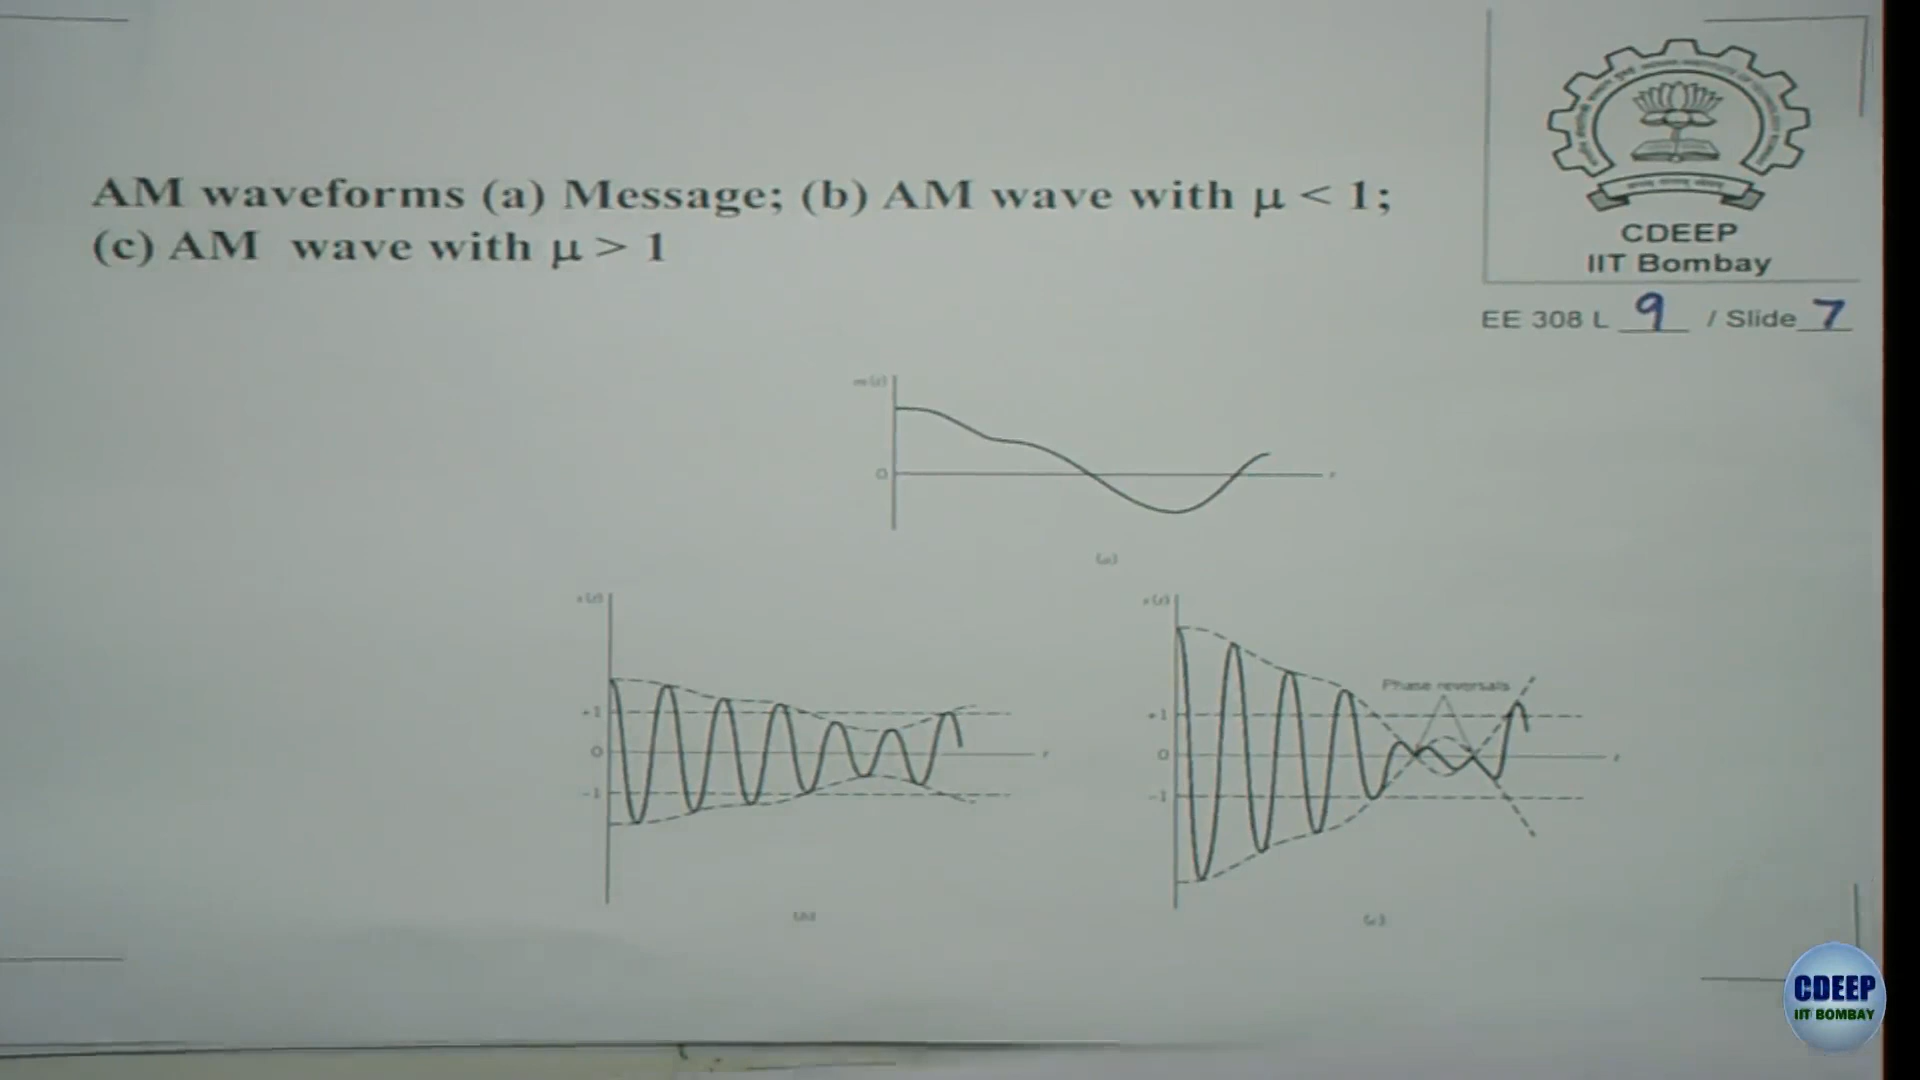 AM waveforms (a) Message; (b) AM wave with μ < 1;
(c) AM wave with μ > 1
CDEEP
IIT Bombay
EE 308 L 9 / Slide 7
m(t)
0
t
(a)
+1
0
-1
t
(b)
Phase reversals
+1
0
-1
t
(c)
CDEEP
IIT BOMBAY